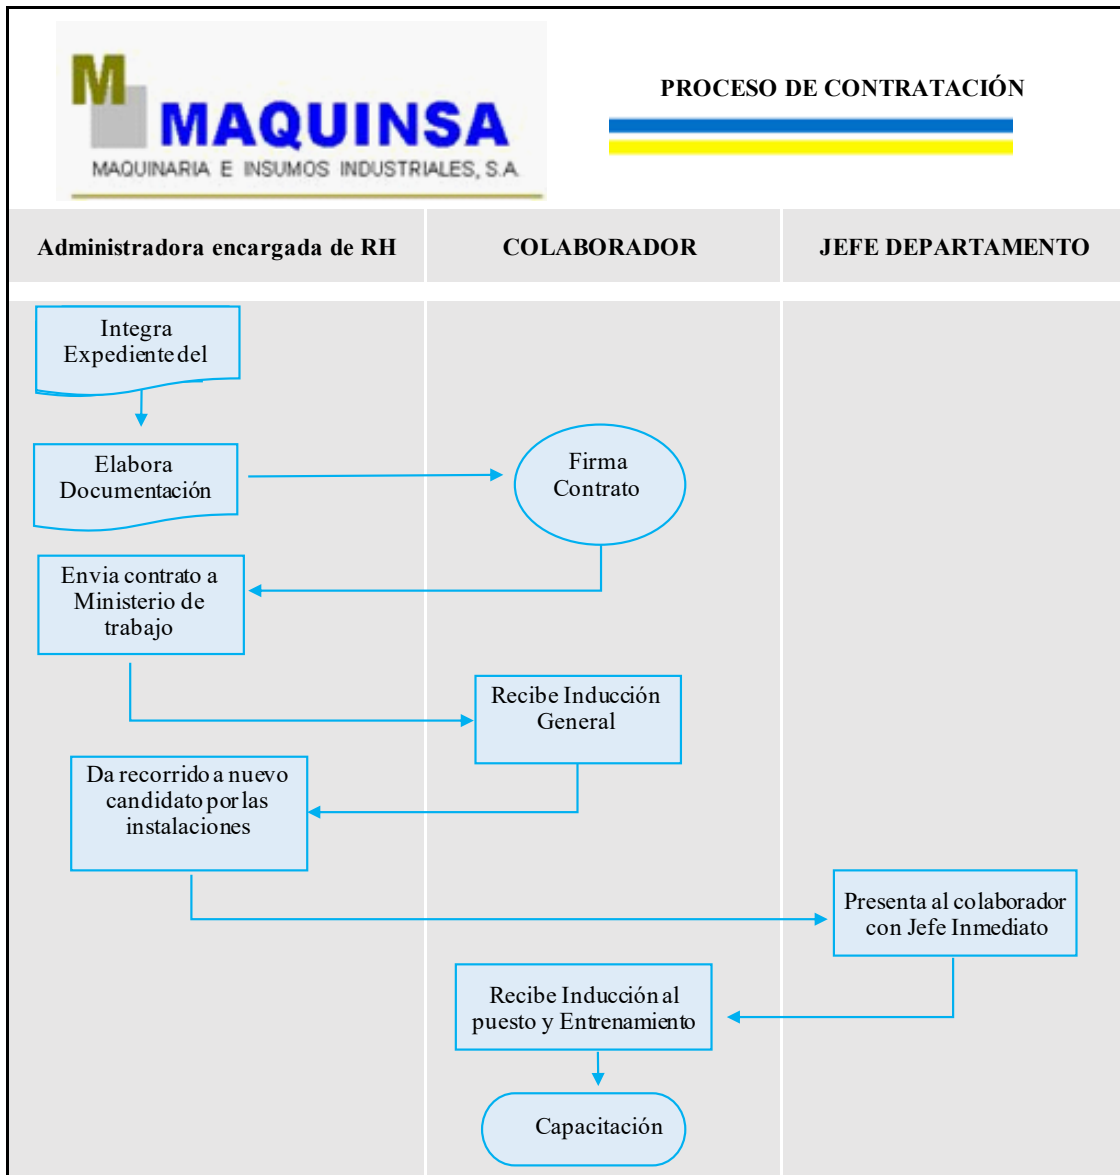 M
MAQUINSA
MAQUINARIA E INSUMOS INDUSTRIALES, S.A.
PROCESO DE CONTRATACIÓN
Administradora encargada de RH
COLABORADOR
JEFE DEPARTAMENTO
Integra
Expediente del
Elabora
Documentación
Firma
Contrato
Envia contrato a
Ministerio de
trabajo
Recibe Inducción
General
Da recorrido a nuevo
candidato por las
instalaciones
Presenta al colaborador
con Jefe Inmediato
Recibe Inducción al
puesto y Entrenamiento
Capacitación